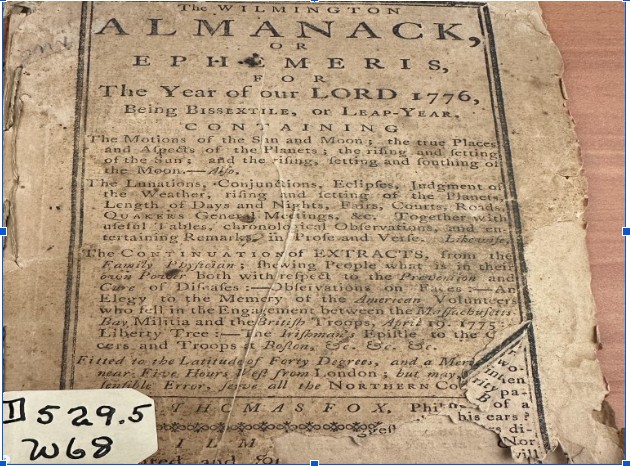 The WILMINGTON
ALMANACK,
OR
EPHEMERIS,
FOR
The Year of our LORD 1776,
Being BISSEXTILE, or LEAP-YEAR.
CONTAINING
The Motions of the Sun and Moon; the true Places
and Aſpects of the Planets; the riſing and ſetting
of the Sun; and the riſing, ſetting and ſouthing of
the Moon.—Alſo,
The Lunations, Conjunctions, Eclipſes, Judgment of
the Weather, riſing and ſetting of the Planets,
Length of Days and Nights, Fairs, Courts, Roads,
QUAKERS General Meetings, &c. Together with
uſeful Tables, chronological Obſervations, and en-
tertaining Remarks, in Proſe and Verſe. Likewiſe,
The CONTINUATION of EXTRACTS, from the
Family Phyſician; ſhewing People what is in their
own Power both with reſpect to the Prevention and
Cure of Diſeaſes:—Obſervations on Faces:—An
Elegy to the Memory of the American Volunteers
who fell in the Engagement between the Maſſachuſetts-
Bay Militia and the Britiſh Troops, April 19. 1775:
Liberty Tree:—The Iriſhman's Epiſtle to the
cers and Troops at Boſton, &c. &c. &c.
Fitted to the Latitude of Forty Degrees, and a
near Five Hours Weſt from London; but may
ſenſible Error, ſerve all the NORTHERN
THOMAS FOX,
of a
his ears?
di-
II 529.5
W68